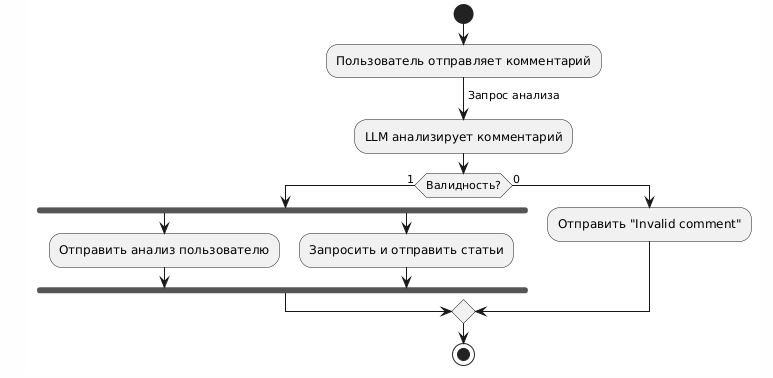 Пользователь отправляет комментарий
Запрос анализа
LLM анализирует комментарий
1
Валидность?
0
Отправить анализ пользователю
Запросить и отправить статьи
Отправить "Invalid comment"